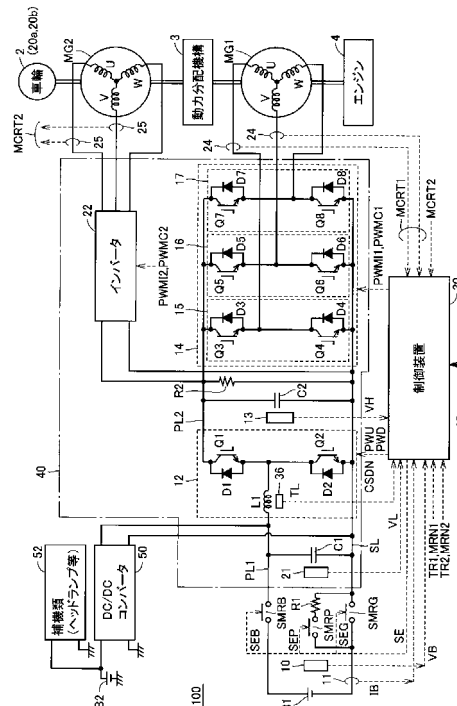 2 (20a,20b)
車輪
MG2
U
V
W
3
動力分配機構
MG1
U
V
W
4
エンジン
MCRT2
25
25
24
24
22
インバータ
PWMI2,PWMC2
17
16
15
14
Q7
D7
Q8
D8
Q5
D5
Q6
D6
Q3
D3
Q4
D4
PWMI1,PWMC1
MCRT1
MCRT2
R2
C2
13
VH
PL2
40
12
Q1
D1
Q2
D2
L1
36
TL
PWU
PWD
CSDN
制御装置
30
52
補機類
(ヘッドランプ等)
50
DC/DC
コンバータ
PL1
C1
SL
21
VL
SMRB
SEB
R1
SMRP
SEP
SMRG
SEG
SE
10
VB
11
IB
TR1,MRN1
TR2,MRN2
100